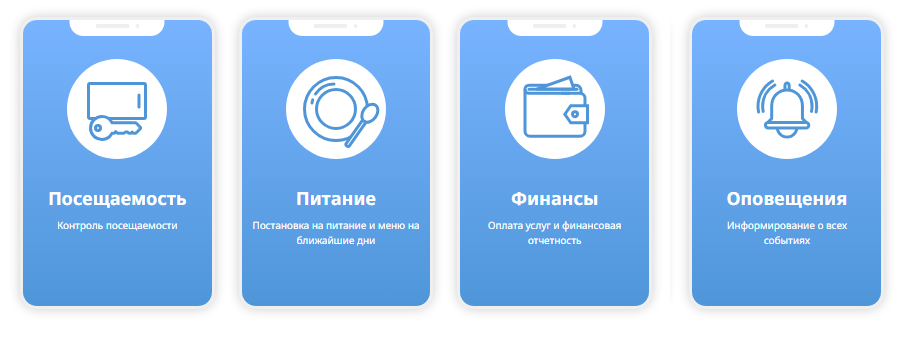 Посещаемость
Контроль посещаемости
Питание
Постановка на питание и меню на
ближайшие дни
Финансы
Оплата услуг и финансовая
отчетность
Оповещения
Информирование о всех
событиях